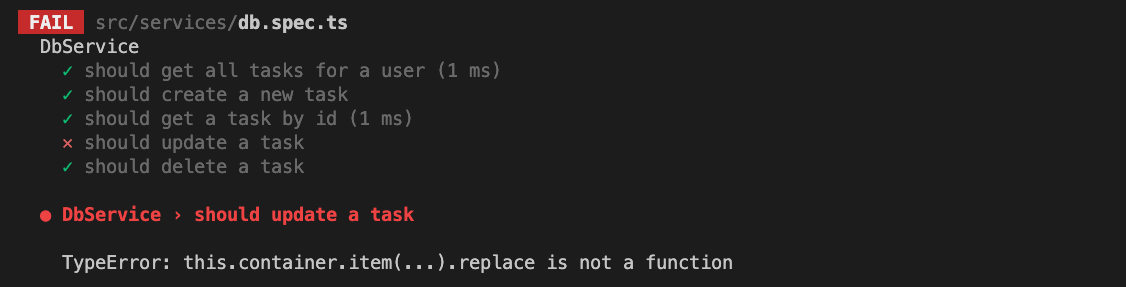 FAIL src/services/db.spec.ts
DbService
✓ should get all tasks for a user (1 ms)
✓ should create a new task
✓ should get a task by id (1 ms)
✕ should update a task
✓ should delete a task
● DbService › should update a task
TypeError: this.container.item(...).replace is not a function